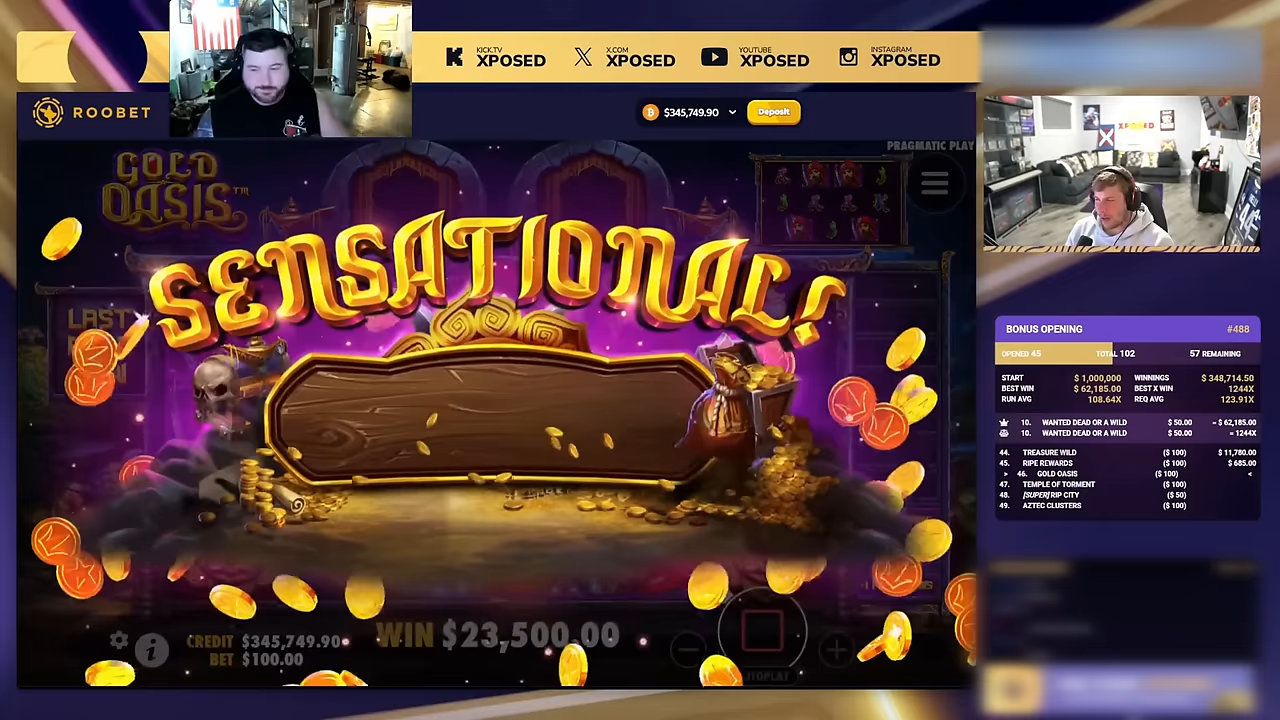 KICK.TV
XPOSED
X.COM
XPOSED
YOUTUBE
XPOSED
INSTAGRAM
XPOSED
ROOBET
$345,749.90
Deposit
PRAGMATIC PLAY
GOLD
OASIS™
XPOSED
SENSATIONAL!
LAST
BONUS OPENING #488
OPENED 45 TOTAL 102 57 REMAINING
START $ 1,000,000 WINNINGS $ 348,714.50
BEST WIN $ 62,185.00 BEST X WIN 1244X
RUN AVG 108.64X REQ AVG 123.91X
10. WANTED DEAD OR A WILD $ 50.00 = $ 62,185.00
10. WANTED DEAD OR A WILD $ 50.00 = 1244X
44. TREASURE WILD ($ 100) $ 11,780.00
45. RIPE REWARDS ($ 100) $ 685.00
> 46. GOLD OASIS ($ 100) <
47. TEMPLE OF TORMENT ($ 100)
48. [SUPER] RIP CITY ($ 50)
49. AZTEC CLUSTERS ($ 100)
CREDIT $345,749.90
BET $100.00
WIN $23,500.00